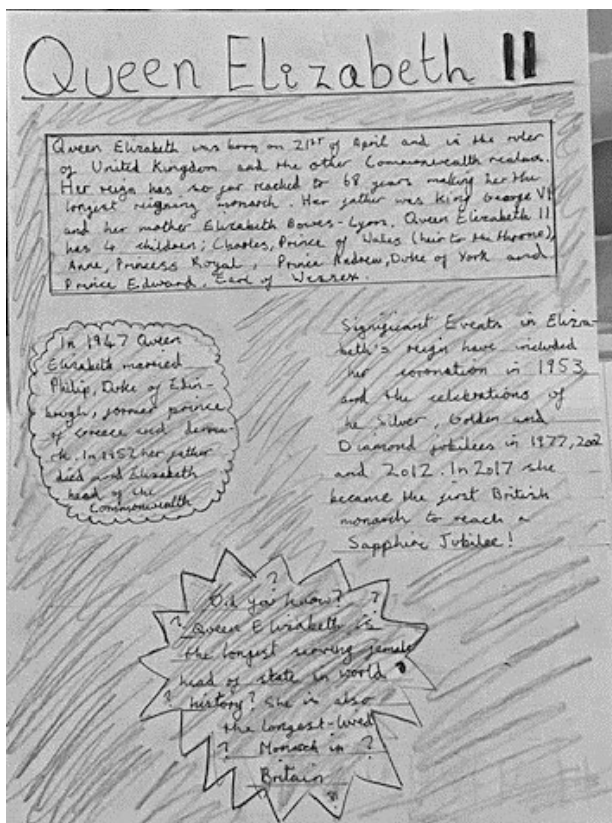 Queen Elizabeth II
Queen Elizabeth was born on 21st of April and is the ruler
of United Kingdom and the other Commonwealth realms.
Her reign has so far reached to 68 years making her the
longest reigning monarch. Her father was King George VI
and her mother Elizabeth Bowes-Lyon. Queen Elizabeth II
has 4 children; Charles, Prince of Wales (heir to the throne),
Anne, Princess Royal, Prince Andrew, Duke of York and
Prince Edward, Earl of Wessex.
In 1947 Queen
Elizabeth married
Philip, Duke of Edin-
burgh, former prince
of Greece and denma-
rk. In 1952 her father
died and Elizabeth
head of the
Commonwealth
Significant Events in Eliza-
beth's reign have included
her coronation in 1953
and the celebrations of
he Silver, Golden and
Diamond jubilees in 1977, 2002
and 2012. In 2017 she
became the first British
monarch to reach a
Sapphire Jubilee!
?
Did you know? ?
? Queen Elizabeth is
the longest serving female
head of state in world
? history? She is also
the longest-lived
? Monarch in ?
Britain